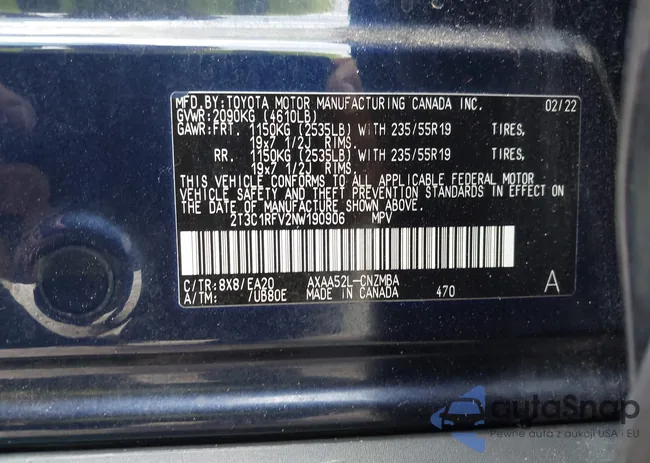 MFD.BY:TOYOTA MOTOR MANUFACTURING CANADA INC. 02/22
GVWR:2090KG (4610LB)
GAWR:FRT. 1150KG (2535LB) WITH 235/55R19 TIRES,
19x7 1/2J RIMS.
RR. 1150KG (2535LB) WITH 235/55R19 TIRES,
19x7 1/2J RIMS.
THIS VEHICLE CONFORMS TO ALL APPLICABLE FEDERAL MOTOR
VEHICLE SAFETY, AND THEFT PREVENTION STANDARDS IN EFFECT ON
THE DATE OF MANUFACTURE SHOWN ABOVE.
2T3C1RFV2NW190906 MPV
C/TR:8X8/EA20 AXAA52L-CNZMBA
A/TM: /UB80E MADE IN CANADA 470 A
autaSnap
Pewne auta z aukcji USA i EU